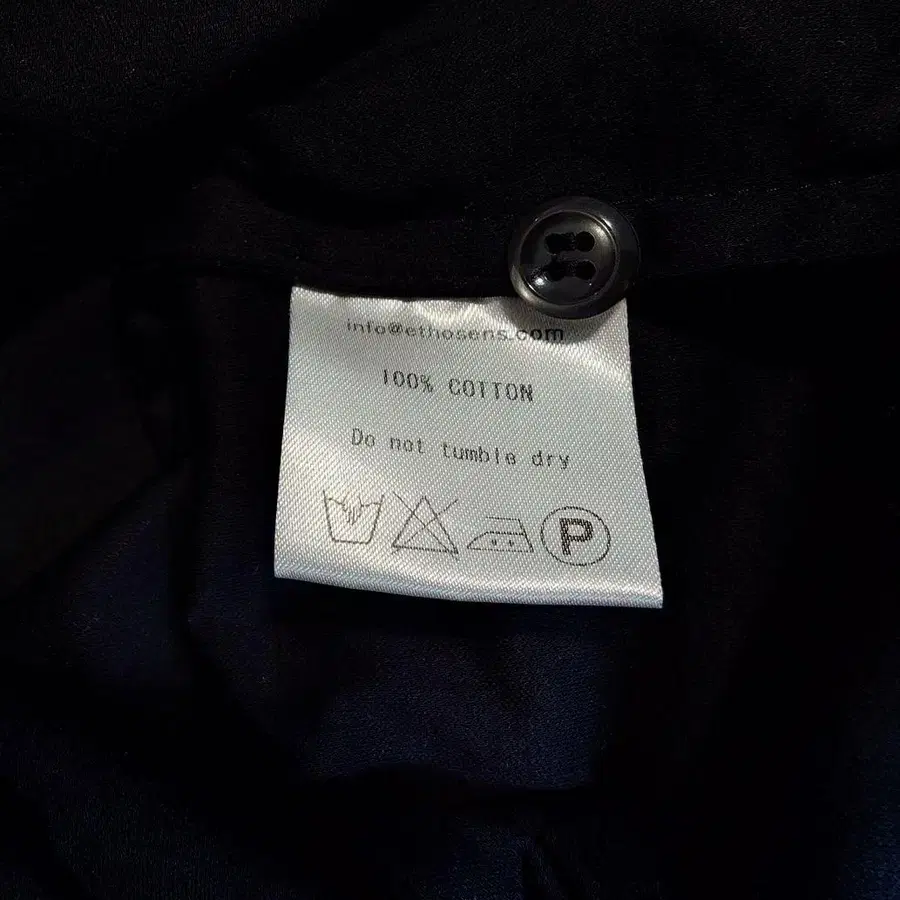 info@ethosens.com
100% COTTON
Do not tumble dry
P